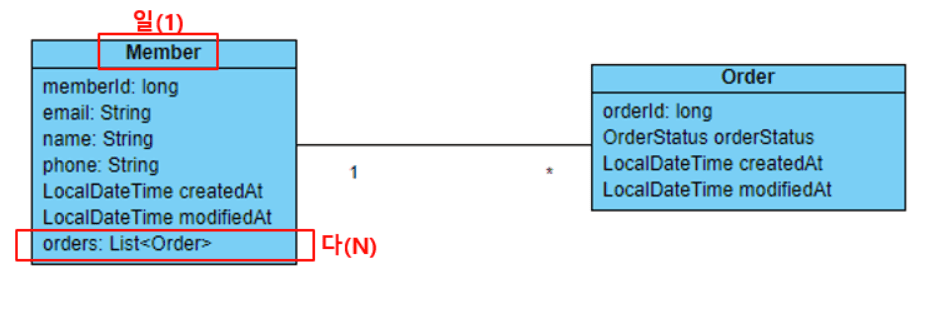 일(1)
Member
memberId: long
email: String
name: String
phone: String
LocalDateTime createdAt
LocalDateTime modifiedAt
orders: List<Order>
다(N)
1
*
Order
orderId: long
OrderStatus orderStatus
LocalDateTime createdAt
LocalDateTime modifiedAt